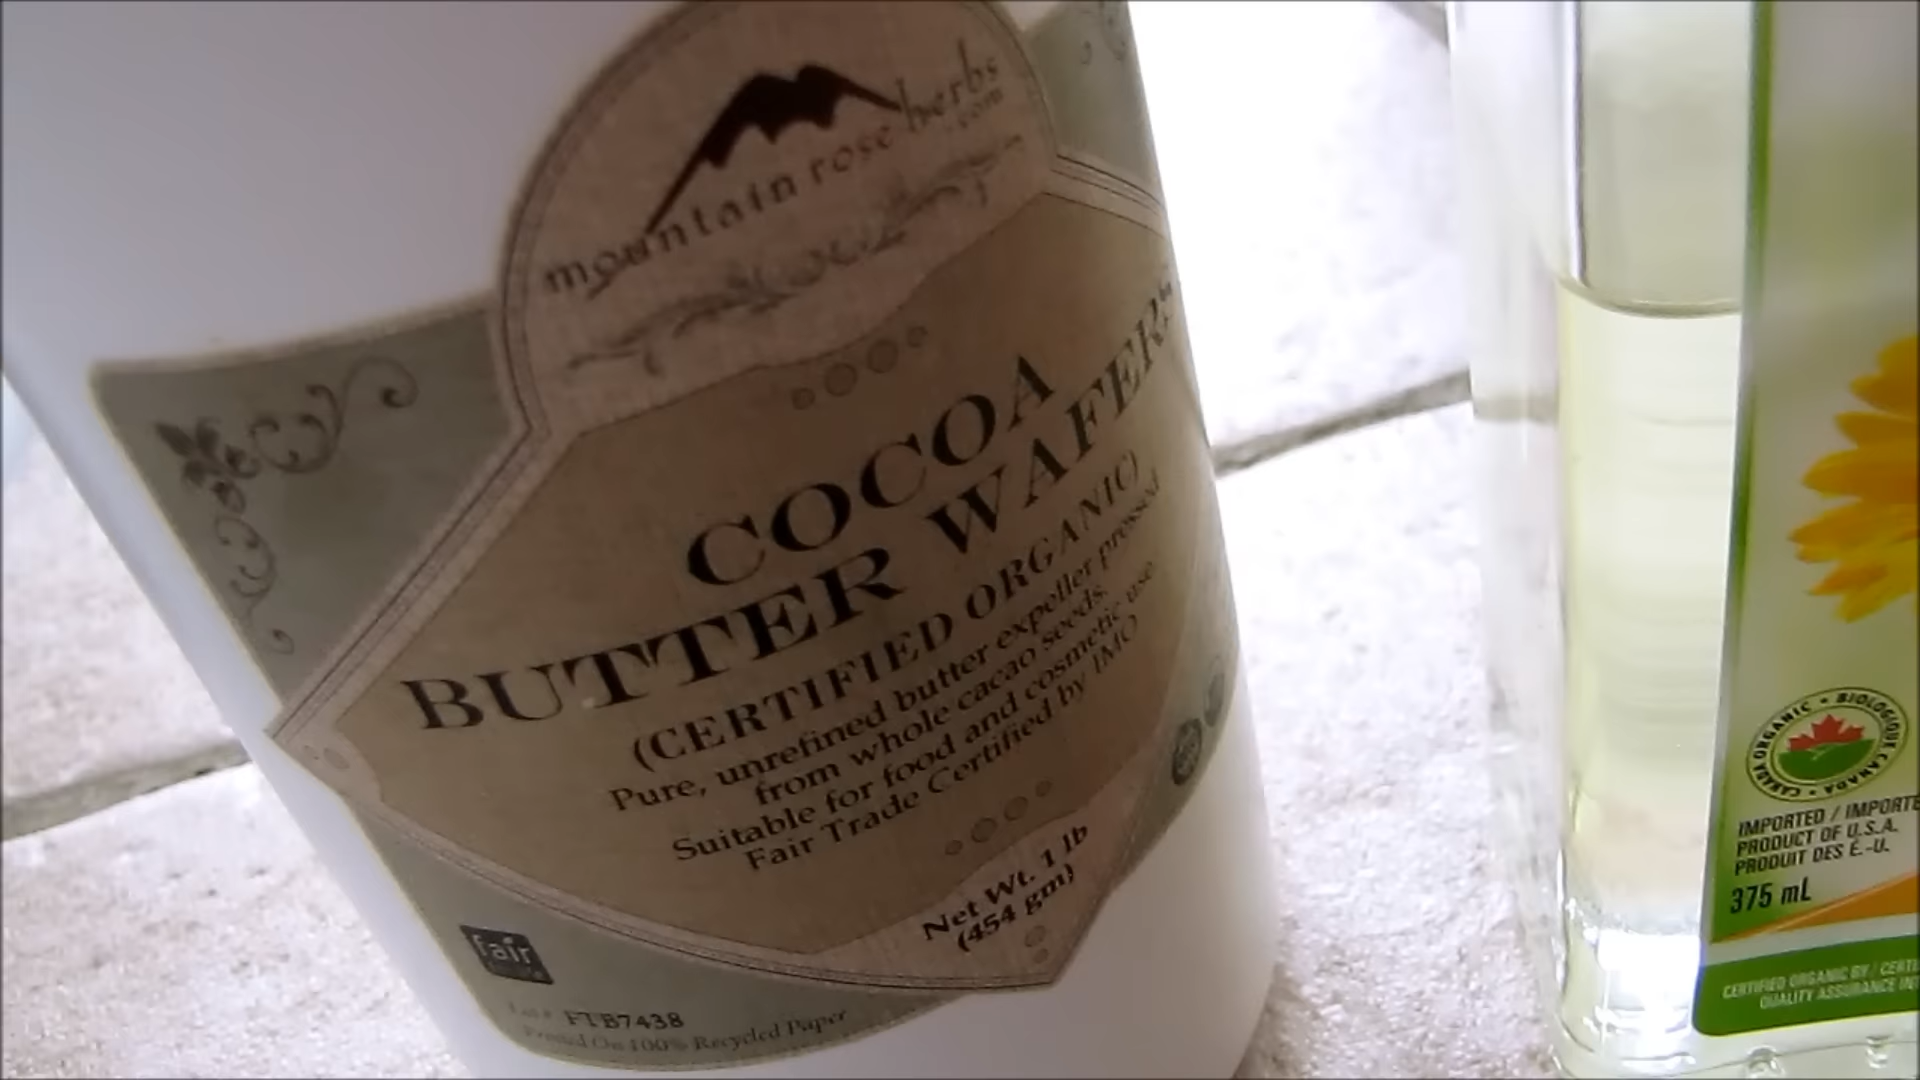 mountain rose herbs
.com
COCOA
BUTTER WAFERS
(CERTIFIED ORGANIC)
Pure, unrefined butter expeller pressed
from whole cacao seeds.
Suitable for food and cosmetic use
Fair Trade Certified by IMO
Net Wt. 1 lb
(454 gm)
fair
Lot# FTB7438
Printed On 100% Recycled Paper
CANADA ORGANIC • BIOLOGIQUE CANADA •
IMPORTED / IMPORTÉ
PRODUCT OF U.S.A.
PRODUIT DES É.-U.
375 mL
CERTIFIED ORGANIC BY /
QUALITY ASSURANCE